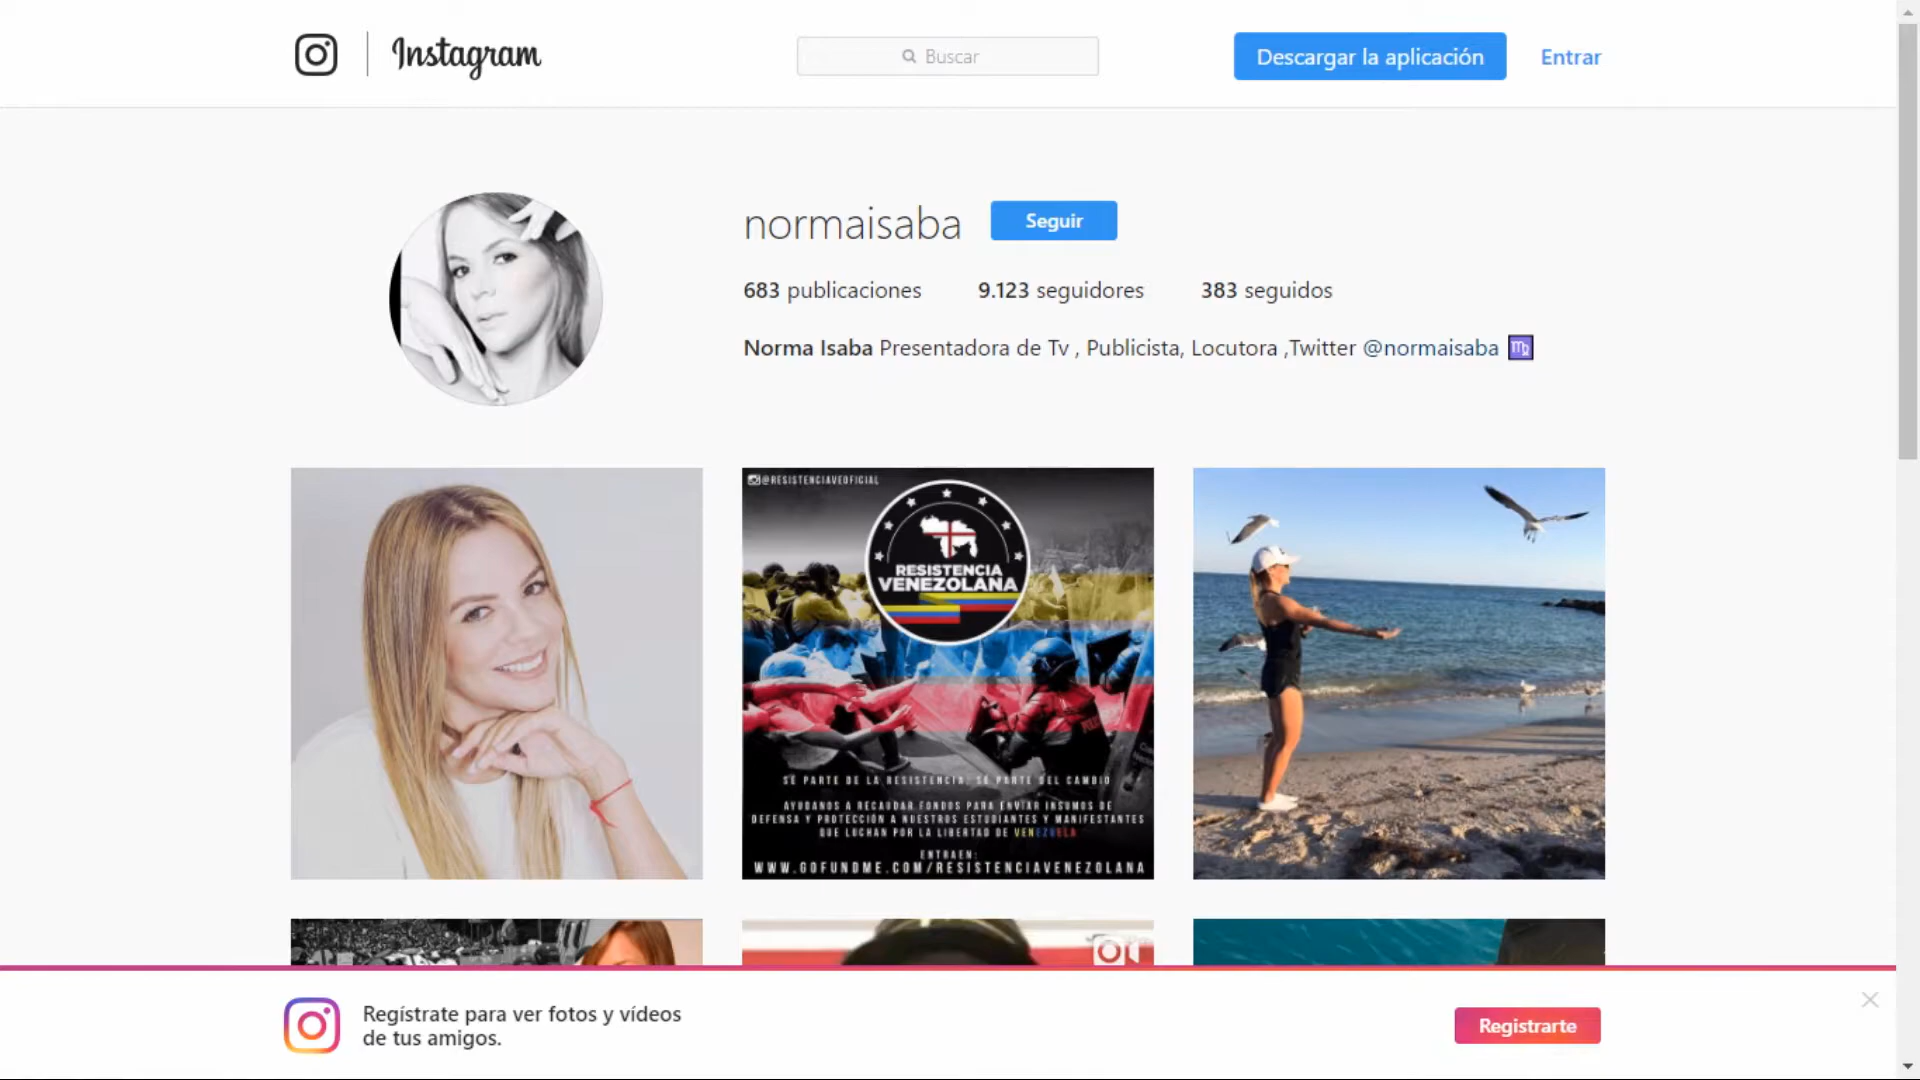 Instagram
Buscar
Descargar la aplicación
Entrar
normaisaba
Seguir
683 publicaciones
9.123 seguidores
383 seguidos
Norma Isaba Presentadora de Tv , Publicista, Locutora ,Twitter @normaisaba ♍
@RESISTENCIAVEOFICIAL
RESISTENCIA
VENEZOLANA
SÉ PARTE DE LA RESISTENCIA, SÉ PARTE DEL CAMBIO
AYUDANOS A RECAUDAR FONDOS PARA ENVIAR INSUMOS DE
DEFENSA Y PROTECCIÓN A NUESTROS ESTUDIANTES Y MANIFESTANTES
QUE LUCHAN POR LA LIBERTAD DE VENEZUELA
ENTRA EN:
WWW.GOFUNDME.COM/RESISTENCIAVENEZOLANA
Regístrate para ver fotos y vídeos
de tus amigos.
Registrarte